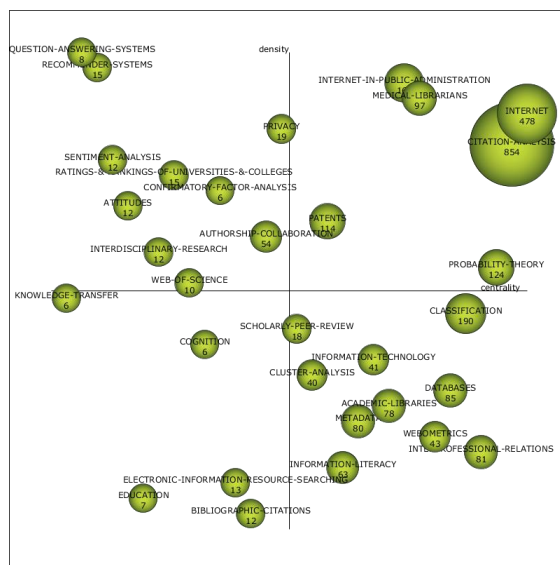 QUESTION-ANSWERING-SYSTEMS
8
density
RECOMMENDER-SYSTEMS
15
INTERNET-IN-PUBLIC-ADMINISTRATION
MEDICAL-LIBRARIANS
97
INTERNET
478
PRIVACY
19
CITATION-ANALYSIS
854
SENTIMENT-ANALYSIS
12
RATINGS-&-RANKINGS-OF-UNIVERSITIES-&-COLLEGES
15
CONFIRMATORY-FACTOR-ANALYSIS
6
ATTITUDES
12
PATENTS
114
AUTHORSHIP-COLLABORATION
54
INTERDISCIPLINARY-RESEARCH
12
PROBABILITY-THEORY
124
WEB-OF-SCIENCE
10
centrality
KNOWLEDGE-TRANSFER
6
CLASSIFICATION
190
SCHOLARLY-PEER-REVIEW
18
COGNITION
6
INFORMATION-TECHNOLOGY
41
CLUSTER-ANALYSIS
40
DATABASES
85
ACADEMIC-LIBRARIES
78
METADATA
80
WEBOMETRICS
43
INTERPROFESSIONAL-RELATIONS
81
INFORMATION-LITERACY
63
ELECTRONIC-INFORMATION-RESOURCE-SEARCHING
13
EDUCATION
7
BIBLIOGRAPHIC-CITATIONS
12